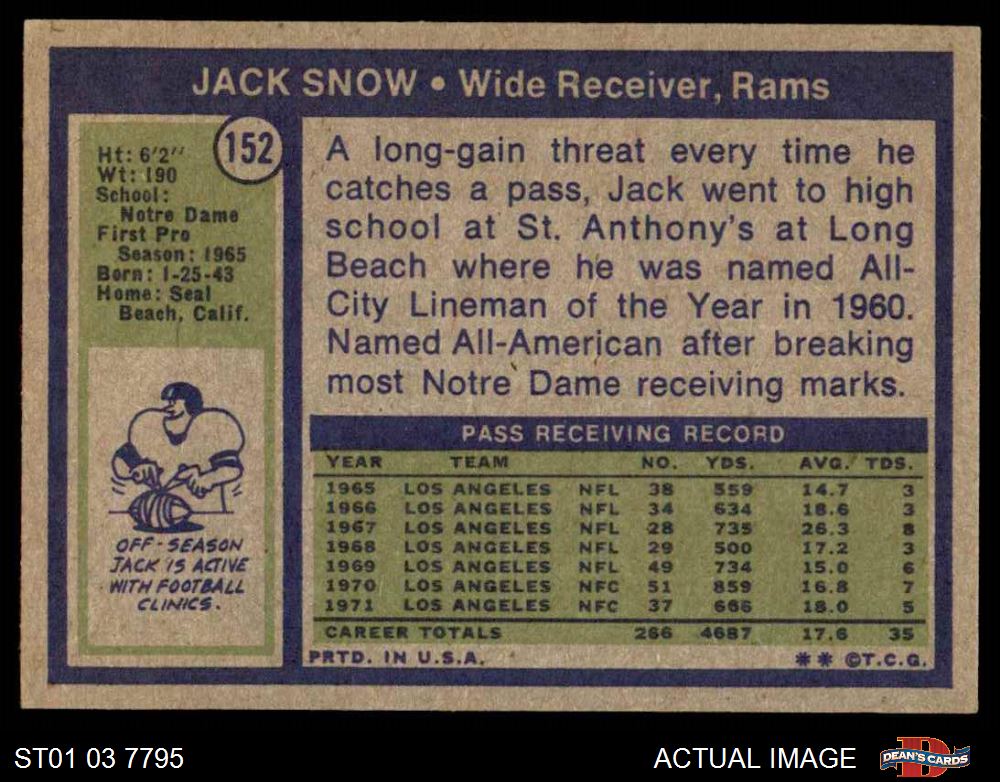 JACK SNOW • Wide Receiver, Rams
152
Ht: 6'2"
Wt: 190
School:
Notre Dame
First Pro
Season: 1965
Born: 1-25-43
Home: Seal
Beach, Calif.
OFF-SEASON
JACK IS ACTIVE
WITH FOOTBALL
CLINICS.
A long-gain threat every time he
catches a pass, Jack went to high
school at St. Anthony's at Long
Beach where he was named All-
City Lineman of the Year in 1960.
Named All-American after breaking
most Notre Dame receiving marks.
PASS RECEIVING RECORD
YEAR TEAM NO. YDS. AVG. TDS.
1965 LOS ANGELES NFL 38 559 14.7 3
1966 LOS ANGELES NFL 34 634 18.6 3
1967 LOS ANGELES NFL 28 735 26.3 8
1968 LOS ANGELES NFL 29 500 17.2 3
1969 LOS ANGELES NFL 49 734 15.0 6
1970 LOS ANGELES NFC 51 859 16.8 7
1971 LOS ANGELES NFC 37 666 18.0 5
CAREER TOTALS 266 4687 17.6 35
PRTD. IN U.S.A. ** ©T.C.G.
ST01 03 7795 ACTUAL IMAGE
D
DEAN'S CARDS